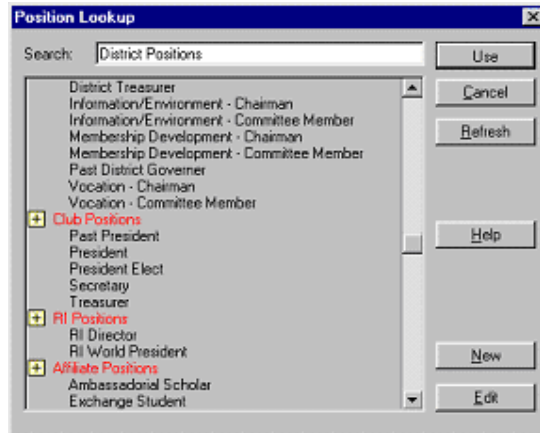 Position Lookup
Search: District Positions
Use
District Treasurer
Cancel
Information/Environment - Chairman
Information/Environment - Committee Member
Refresh
Membership Development - Chairman
Membership Development - Committee Member
Past District Governer
Vocation - Chairman
Vocation - Committee Member
Club Positions
Past President
Help
President
President Elect
Secretary
Treasurer
RI Positions
RI Director
RI World President
New
Affiliate Positions
Ambassadorial Scholar
Edit
Exchange Student